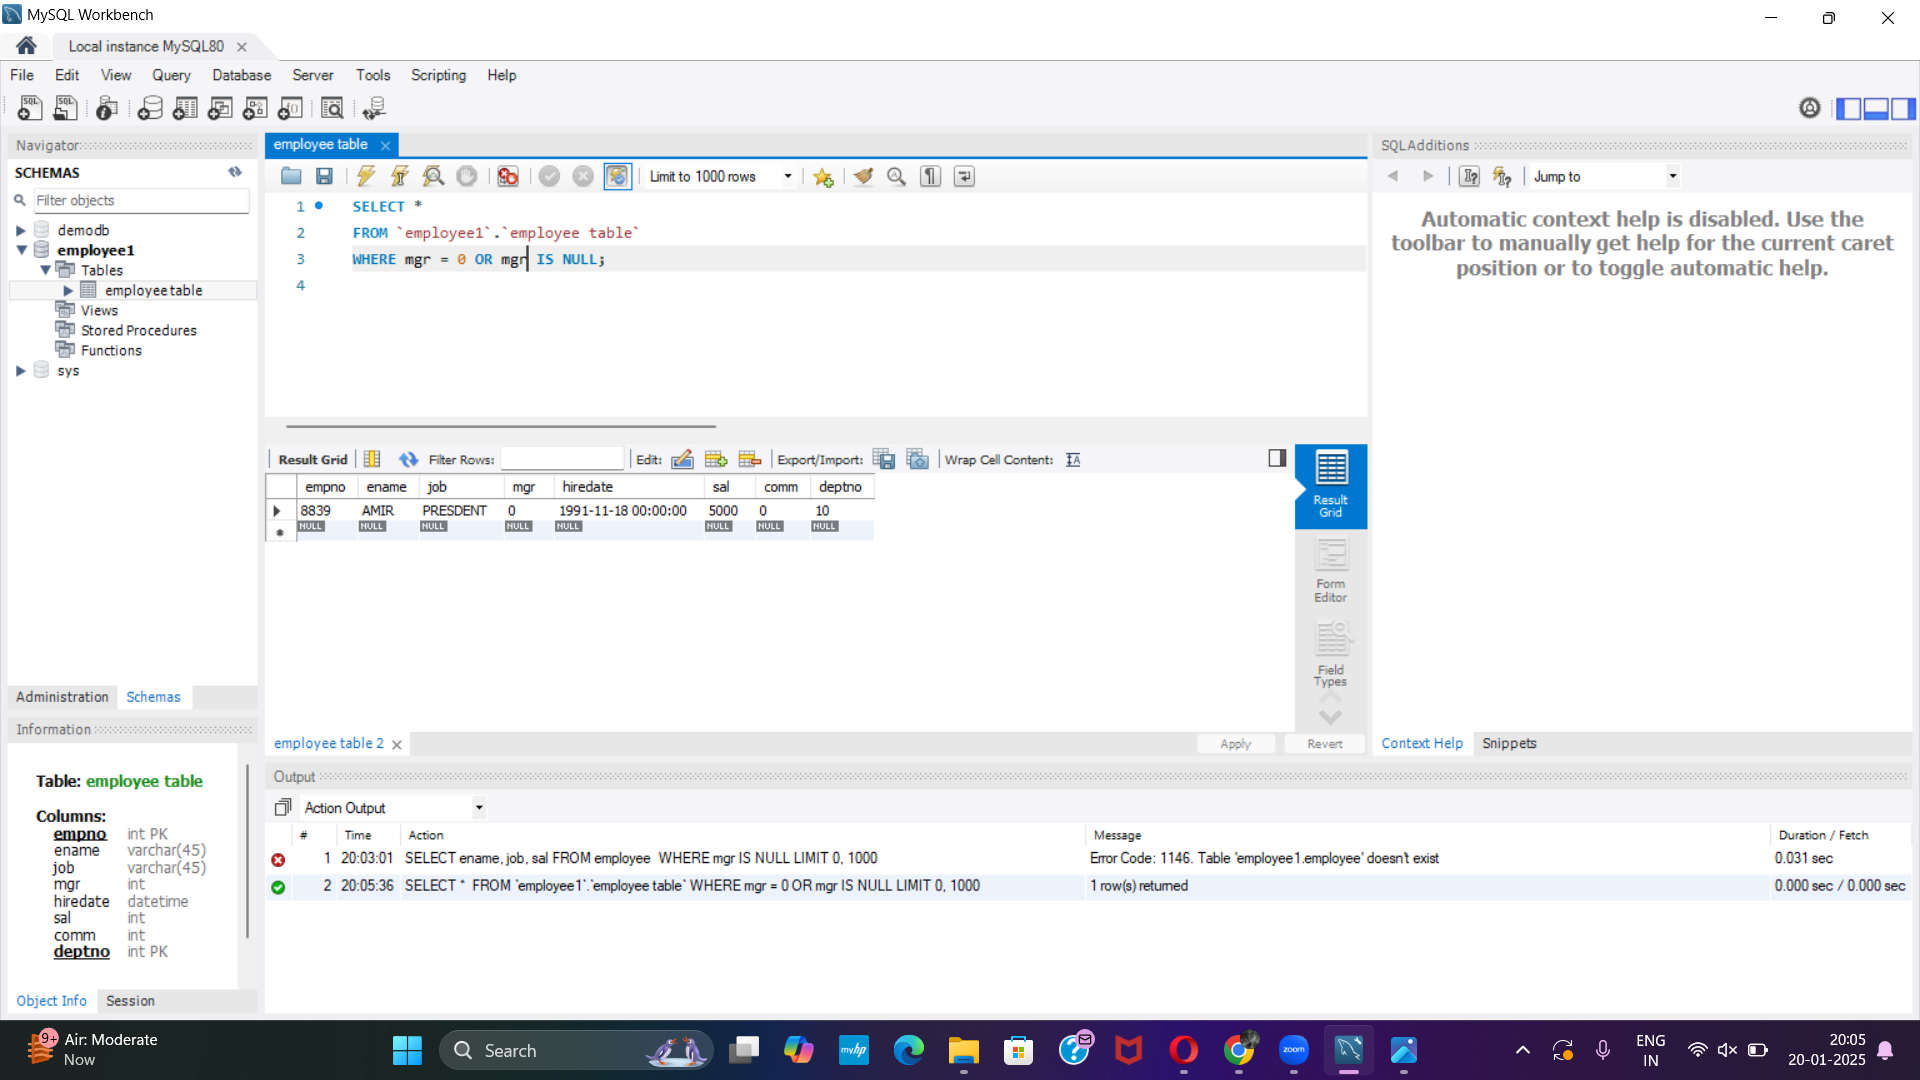 MySQL Workbench
Local instance MySQL80
File Edit View Query Database Server Tools Scripting Help
Navigator
SCHEMAS
Filter objects
demodb
employee1
Tables
employee table
Views
Stored Procedures
Functions
sys
Administration Schemas
Information
Table: employee table
Columns:
empno int PK
ename varchar(45)
job varchar(45)
mgr int
hiredate datetime
sal int
comm int
deptno int PK
Object Info Session
employee table
Limit to 1000 rows
1 SELECT *
2 FROM `employee1`.`employee table`
3 WHERE mgr = 0 OR mgr IS NULL;
4
Result Grid Filter Rows: Edit: Export/Import: Wrap Cell Content:
empno ename job mgr hiredate sal comm deptno
8839 AMIR PRESDENT 0 1991-11-18 00:00:00 5000 0 10
NULL NULL NULL NULL NULL NULL NULL NULL
Result Grid
Form Editor
Field Types
employee table 2 Apply Revert
SQLAdditions
Jump to
Automatic context help is disabled. Use the
toolbar to manually get help for the current caret
position or to toggle automatic help.
Context Help Snippets
Output
Action Output
# Time Action Message Duration / Fetch
1 20:03:01 SELECT ename, job, sal FROM employee WHERE mgr IS NULL LIMIT 0, 1000 Error Code: 1146. Table 'employee1.employee' doesn't exist 0.031 sec
2 20:05:36 SELECT * FROM `employee1`.`employee table` WHERE mgr = 0 OR mgr IS NULL LIMIT 0, 1000 1 row(s) returned 0.000 sec / 0.000 sec
9+ Air: Moderate
Now
Search
myhp
zoom
ENG
IN
20:05
20-01-2025